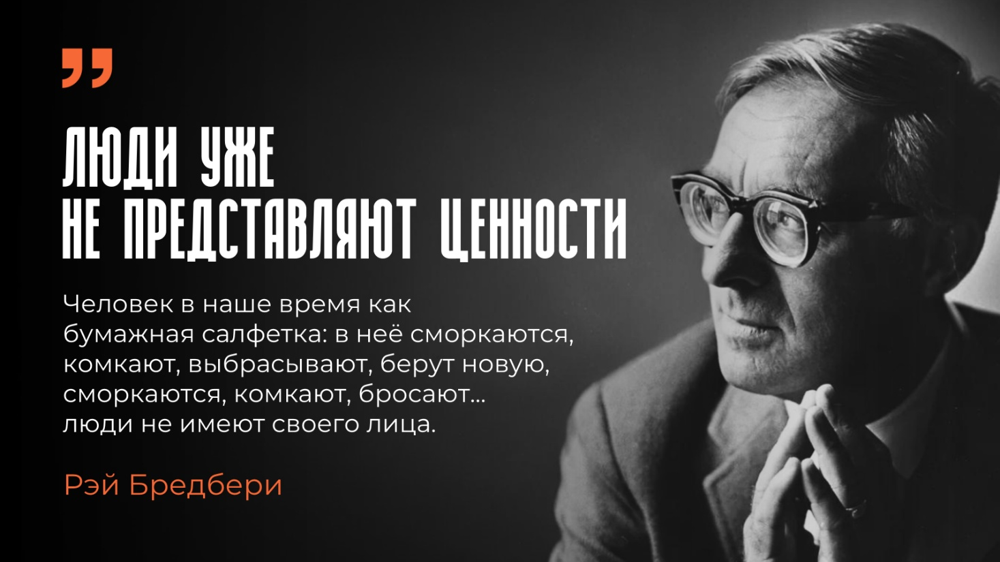 ”
ЛЮДИ УЖЕ
НЕ ПРЕДСТАВЛЯЮТ ЦЕННОСТИ
Человек в наше время как
бумажная салфетка: в неё сморкаются,
комкают, выбрасывают, берут новую,
сморкаются, комкают, бросают...
люди не имеют своего лица.
Рэй Бредбери